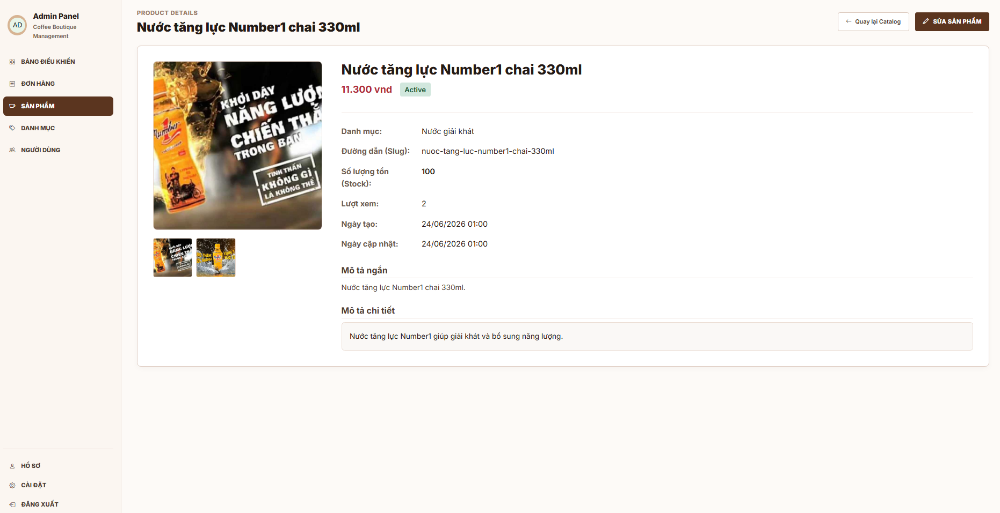 AD
Admin Panel
Coffee Boutique
Management
BẢNG ĐIỀU KHIỂN
ĐƠN HÀNG
SẢN PHẨM
DANH MỤC
NGƯỜI DÙNG
HỒ SƠ
CÀI ĐẶT
ĐĂNG XUẤT
PRODUCT DETAILS
Nước tăng lực Number1 chai 330ml
← Quay lại Catalog
SỬA SẢN PHẨM
KHỞI DẬY
NĂNG LƯỢN
CHIẾN THẮ
TRONG BẠN
TINH THẦN
KHÔNG GÌ
LÀ KHÔNG THỂ
Number
1
Nước tăng lực Number1 chai 330ml
11.300 vnd
Active
Danh mục:
Nước giải khát
Đường dẫn (Slug):
nuoc-tang-luc-number1-chai-330ml
Số lượng tồn
(Stock):
100
Lượt xem:
2
Ngày tạo:
24/06/2026 01:00
Ngày cập nhật:
24/06/2026 01:00
Mô tả ngắn
Nước tăng lực Number1 chai 330ml.
Mô tả chi tiết
Nước tăng lực Number1 giúp giải khát và bổ sung năng lượng.